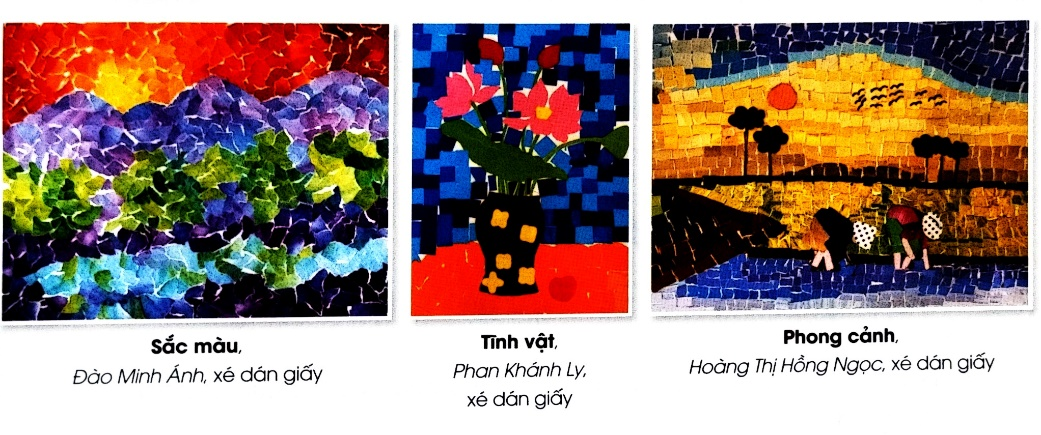 Sắc màu,
Đào Minh Ánh, xé dán giấy
Tĩnh vật,
Phan Khánh Ly,
xé dán giấy
Phong cảnh,
Hoàng Thị Hồng Ngọc, xé dán giấy